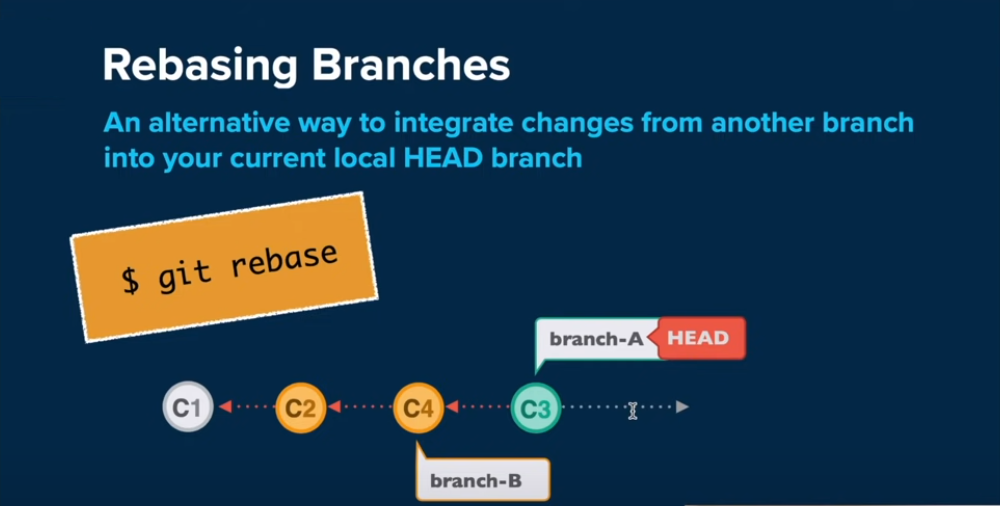 Rebasing Branches
An alternative way to integrate changes from another branch
into your current local HEAD branch
$ git rebase
branch-A HEAD
C1 C2 C4 C3
branch-B